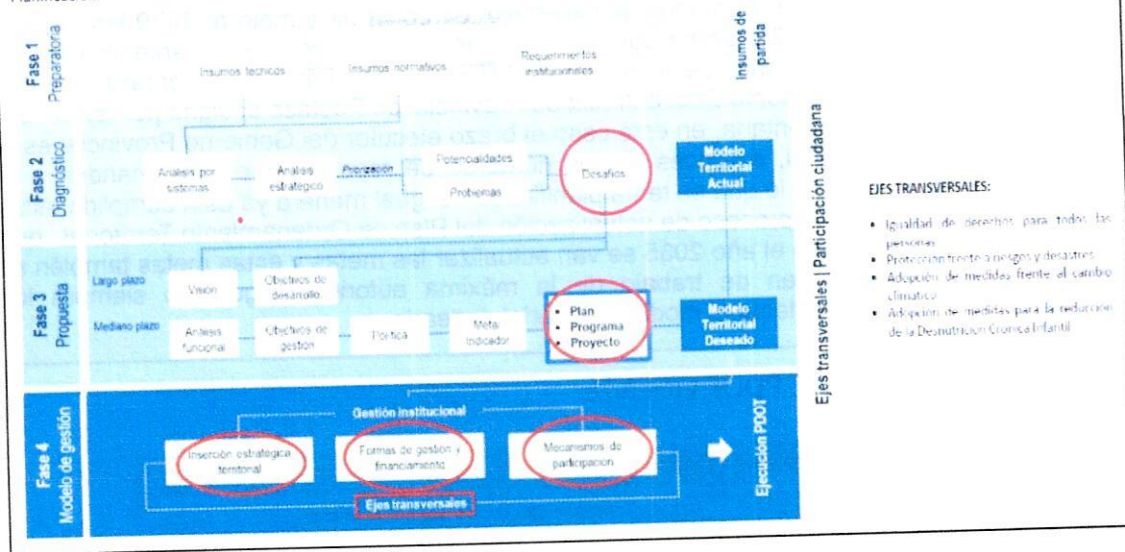 Fase 1
Preparatoria
Insumos técnicos
Insumos normativos
Requerimientos
institucionales
Insumos de
partida
Fase 2
Diagnóstico
Análisis por
sistemas
Análisis
estratégico
Priorización
Potencialidades
Problemas
Desafíos
Modelo
Territorial
Actual
Fase 3
Propuesta
Largo plazo
Visión
Objetivos de
desarrollo
Mediano plazo
Análisis
funcional
Objetivos de
gestión
Política
Meta
Indicador
• Plan
• Programa
• Proyecto
Modelo
Territorial
Deseado
Fase 4
Modelo de gestión
Gestión institucional
Inserción estratégica
territorial
Formas de gestión y
financiamiento
Mecanismos de
participación
Ejes transversales
Ejecución PDOT
Ejes transversales | Participación ciudadana
EJES TRANSVERSALES:
• Igualdad de derechos para todos las
personas
• Protección frente a riesgos y desastres
• Adopción de medidas frente al cambio
climático
• Adopción de medidas para la reducción
de la Desnutrición Crónica Infantil